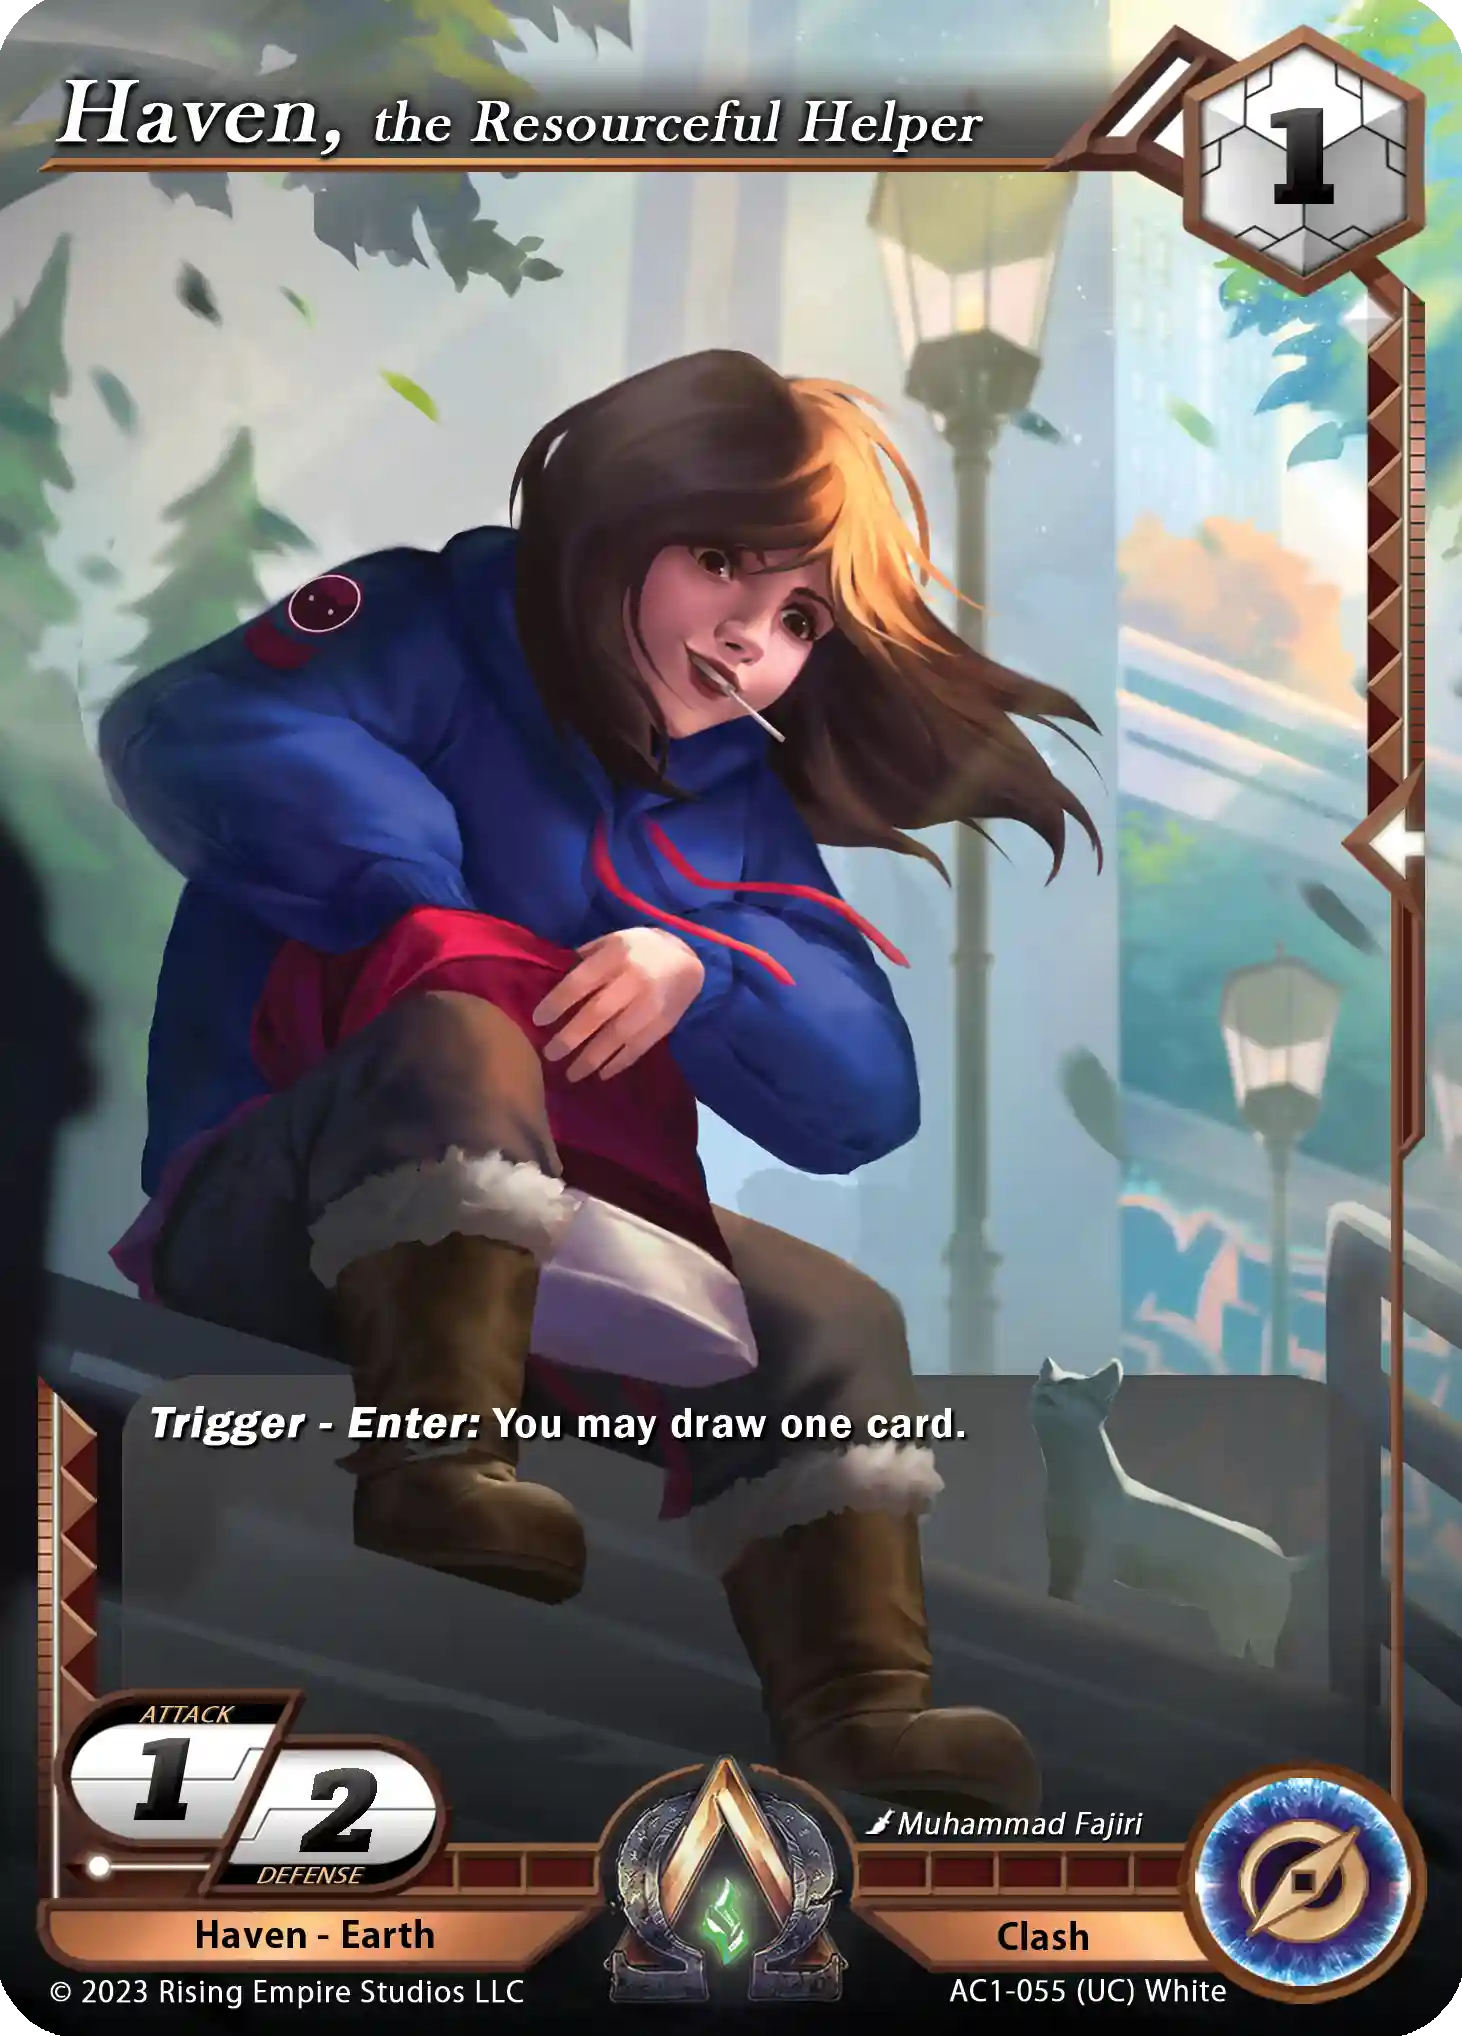 Haven, the Resourceful Helper
1
Trigger - Enter: You may draw one card.
ATTACK
1
2
DEFENSE
Muhammad Fajiri
Haven - Earth
Clash
© 2023 Rising Empire Studios LLC
AC1-055 (UC) White